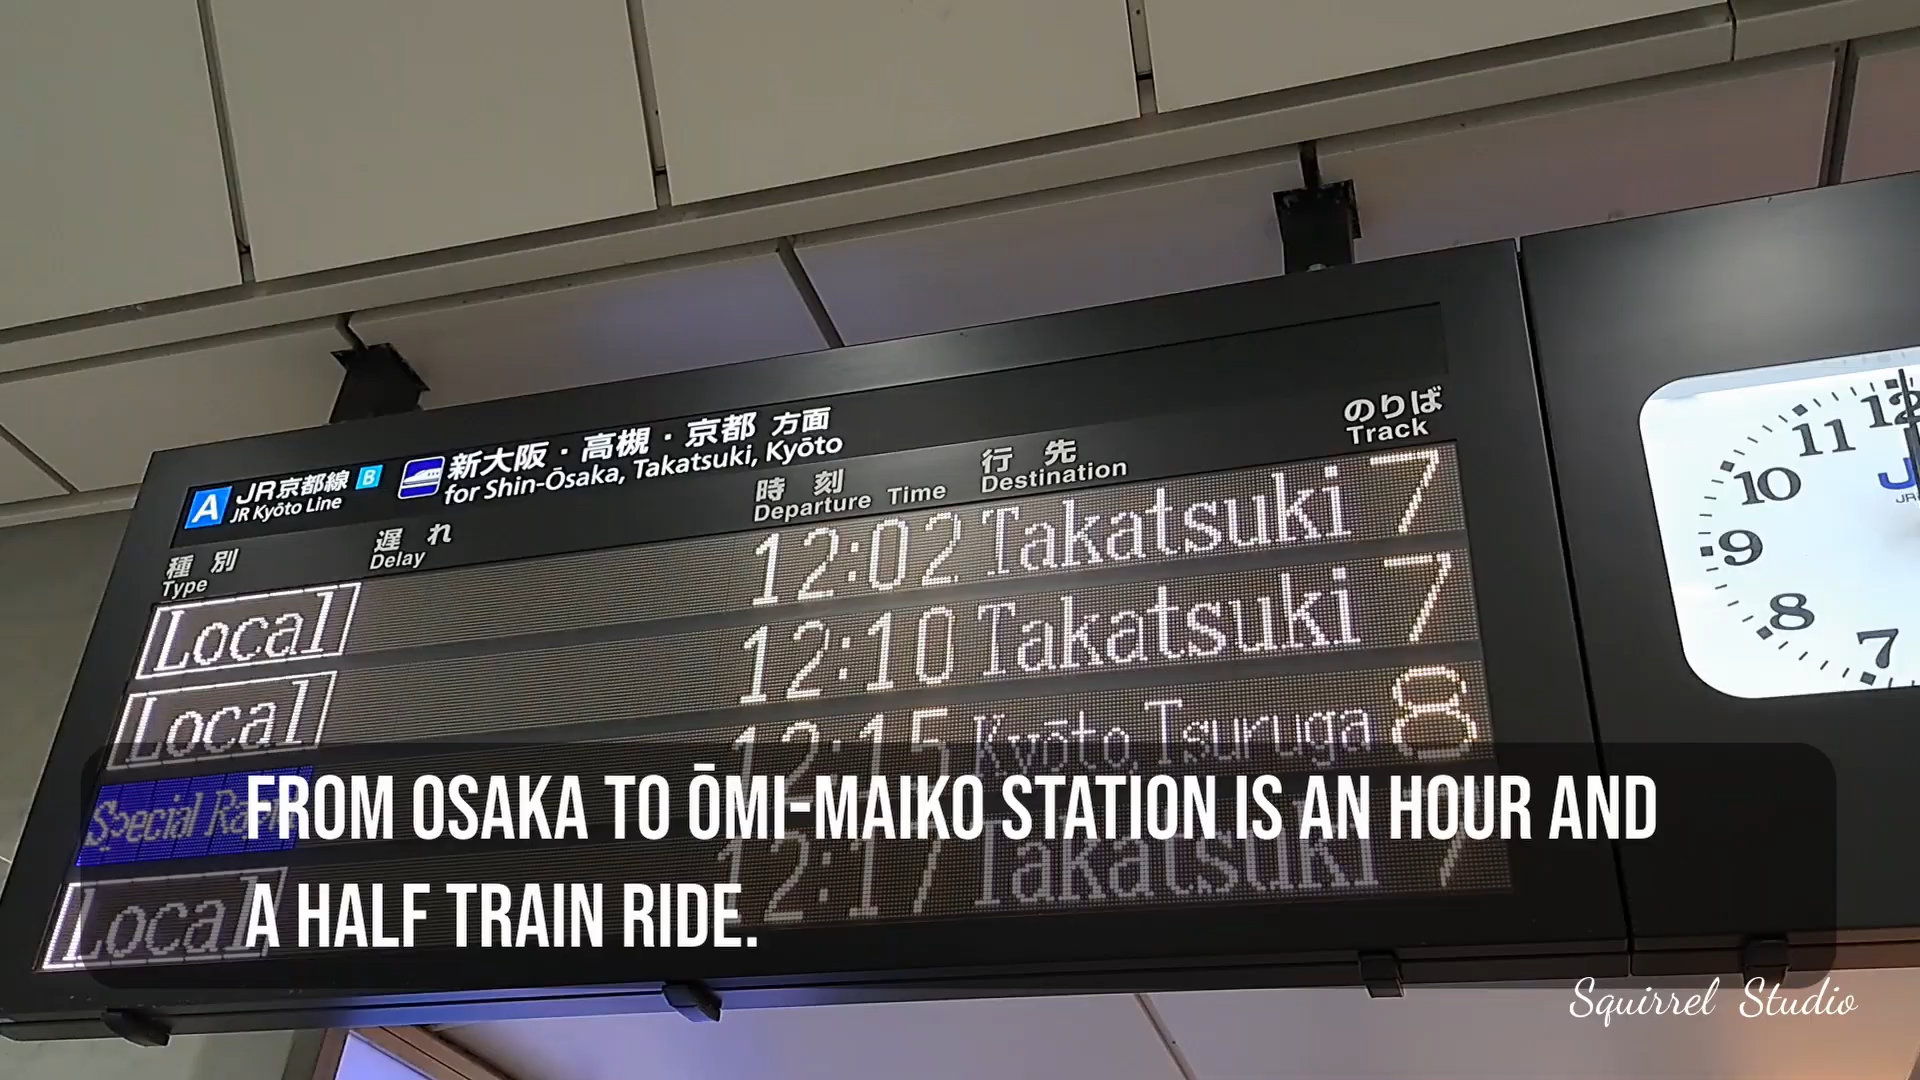 A JR京都線 B 新大阪・高槻・京都 方面
JR Kyōto Line for Shin-Ōsaka, Takatsuki, Kyōto
種別 遅れ 時刻 行先 のりば
Type Delay Departure Time Destination Track
Local 12:02 Takatsuki 7
Local 12:10 Takatsuki 7
Special Rapid 12:15 Kyōto,Tsuruga 8
Local 12:17 Takatsuki 7
12
11
10
9
8
7
FROM OSAKA TO ŌMI-MAIKO STATION IS AN HOUR AND
A HALF TRAIN RIDE.
Squirrel Studio